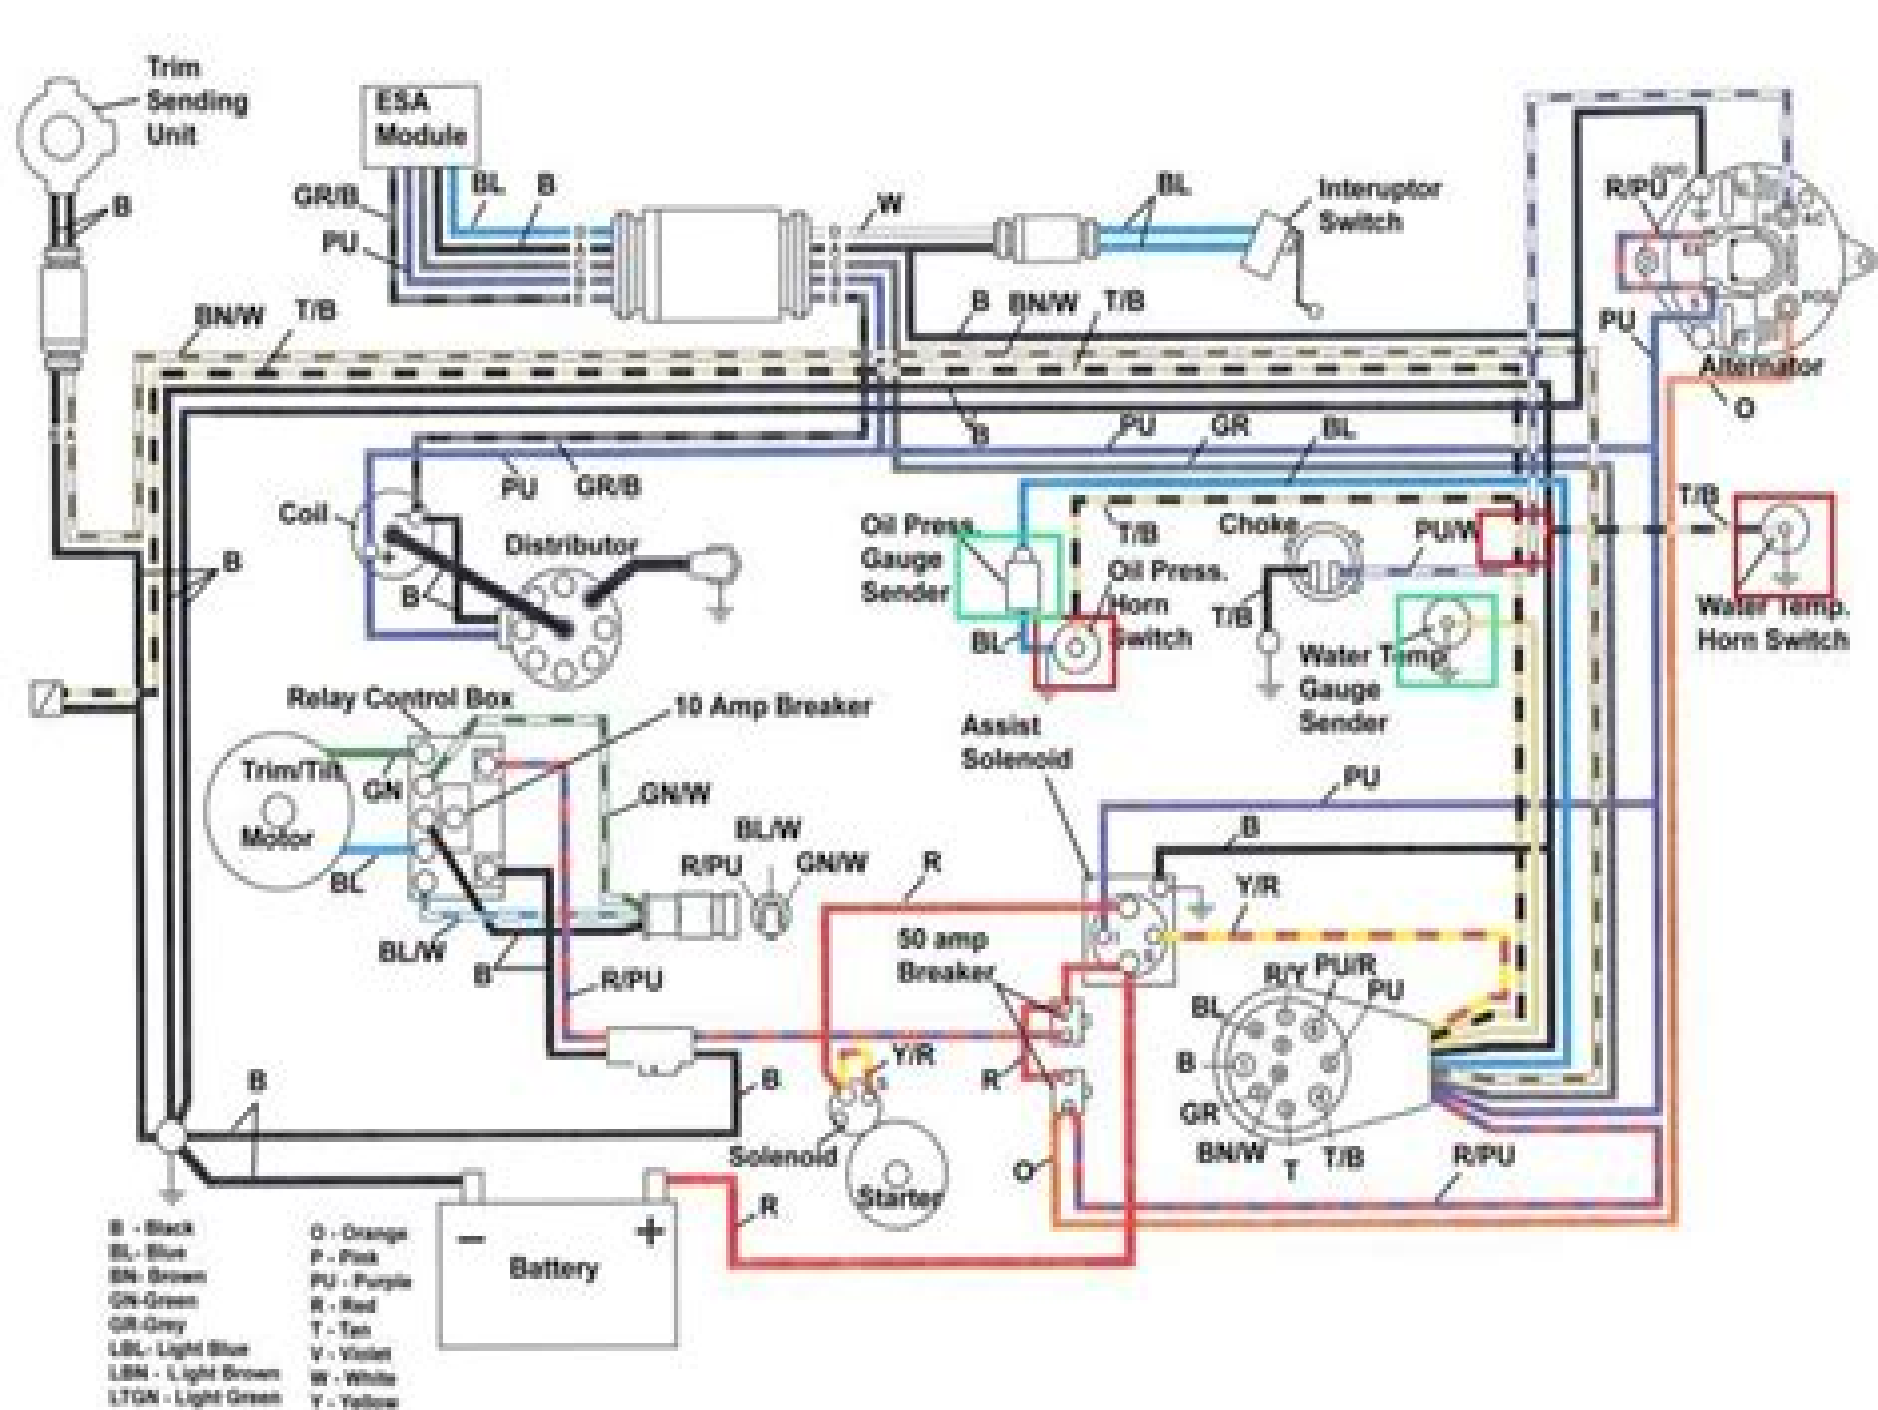 Trim
Sending
Unit
B
ESA
Module
GR/B
PU
BL
B
W
BL
Interuptor
Switch
R/PU
AC
POS
PU
Alternator
O
BN/W
T/B
B
BN/W
T/B
B
PU
GR
BL
PU
GR/B
Coil
+
Distributor
B
B
Oil Press.
Gauge
Sender
BL
T/B
Oil Press.
Horn
Switch
Choke
PU/W
T/B
T/B
Water Temp.
Horn Switch
Water Temp
Gauge
Sender
Relay Control Box
10 Amp Breaker
Trim/Tilt
Motor
GN
BL
GN/W
BL/W
R/PU
GN/W
BL/W
B
R/PU
Assist
Solenoid
PU
B
R
Y/R
50 amp
Breaker
R
Y/R
B
B
Solenoid
Starter
O
R
BL
R/Y
PU/R
PU
B
GR
BN/W
T
T/B
R/PU
−
+
Battery
B - Black
BL- Blue
BN- Brown
GN-Green
GR-Grey
LBL- Light Blue
LBN - Light Brown
LTGN - Light Green
O - Orange
P - Pink
PU - Purple
R - Red
T - Tan
V - Violet
W - White
Y - Yellow